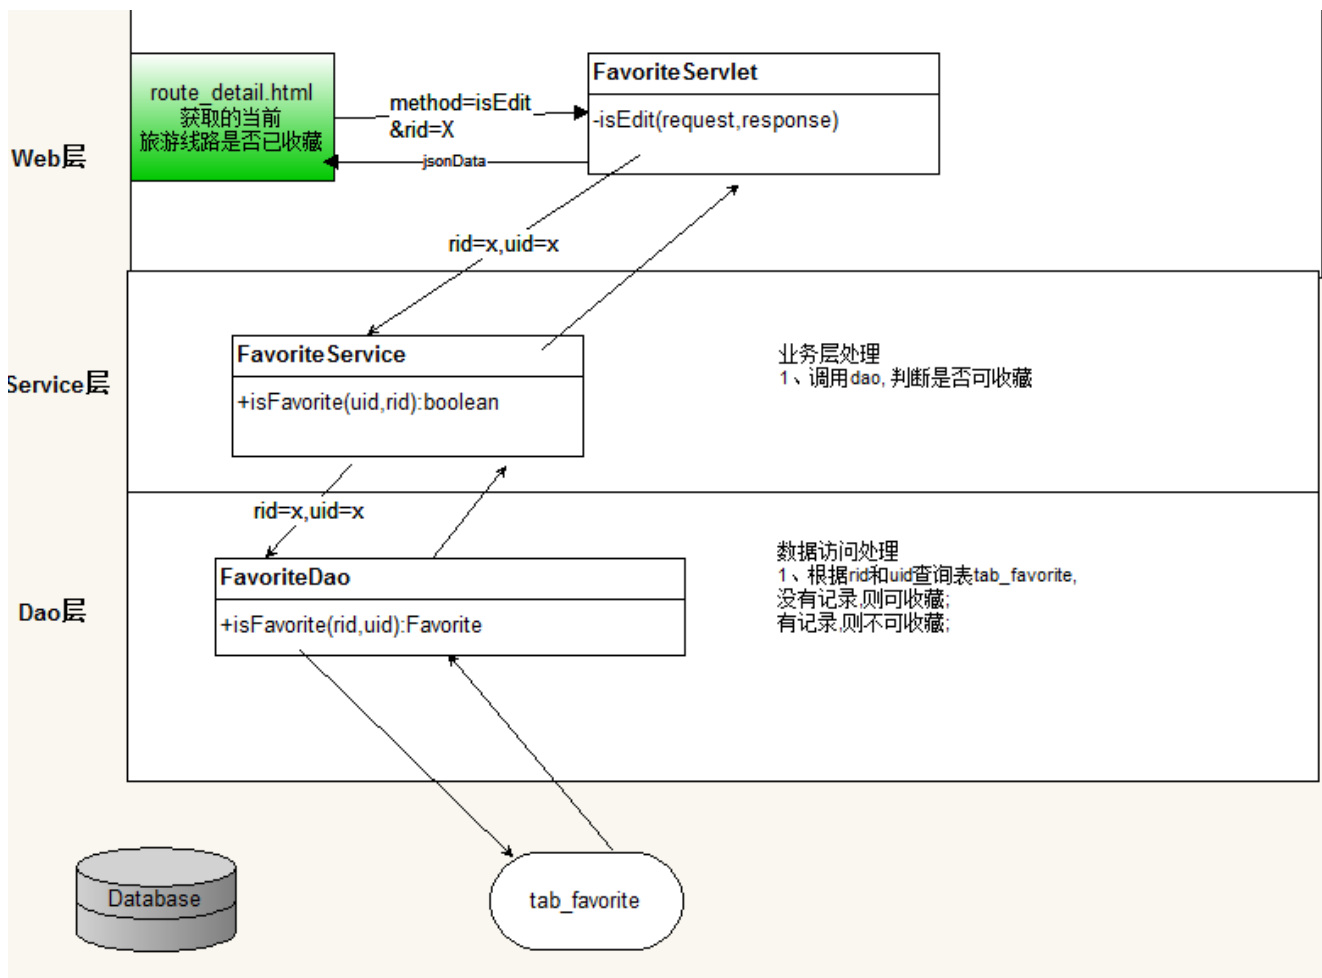 Web层
route_detail.html
获取的当前
旅游线路是否已收藏
method=isEdit
&rid=X
jsonData
FavoriteServlet
-isEdit(request,response)
rid=x,uid=x
Service层
FavoriteService
+isFavorite(uid,rid):boolean
业务层处理
1、调用dao, 判断是否可收藏
rid=x,uid=x
Dao层
FavoriteDao
+isFavorite(rid,uid):Favorite
数据访问处理
1、根据rid和uid查询表tab_favorite,
没有记录,则可收藏;
有记录,则不可收藏;
Database
tab_favorite